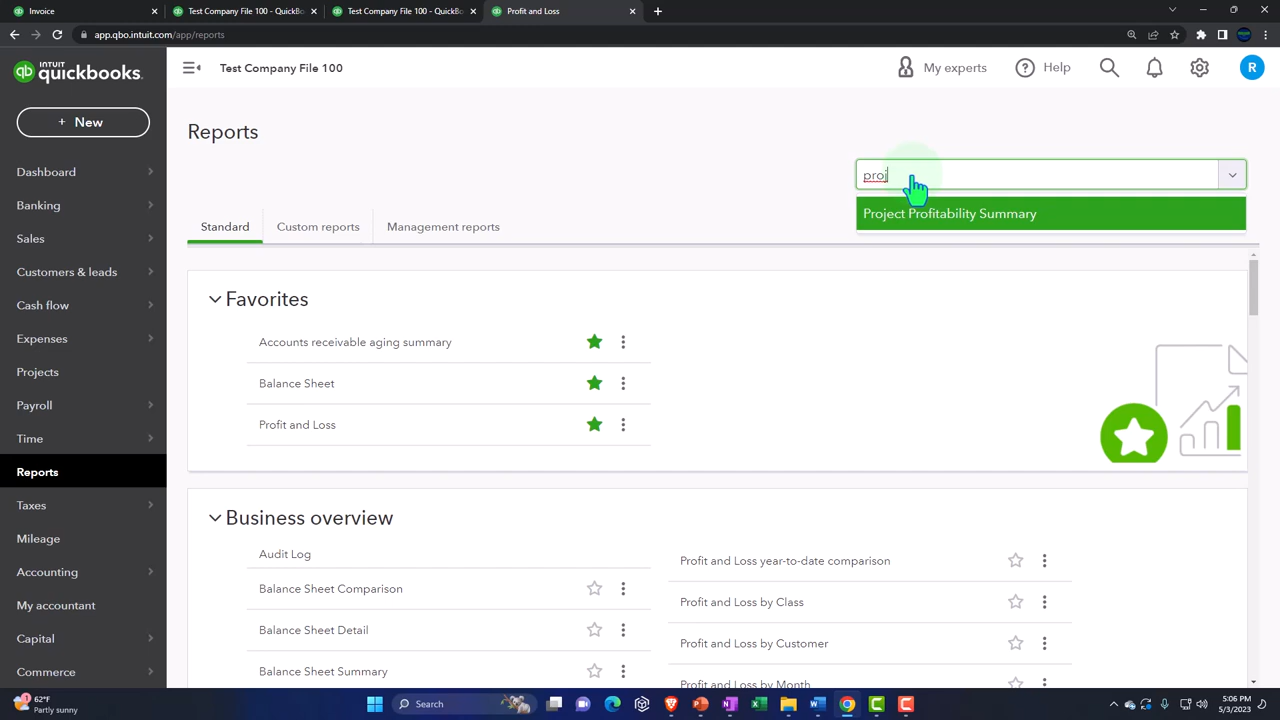 Invoice
Test Company File 100 - QuickBo
Test Company File 100 - QuickBo
Profit and Loss
app.qbo.intuit.com/app/reports
INTUIT
quickbooks.
Test Company File 100
My experts
Help
R
+ New
Reports
proj
Project Profitability Summary
Dashboard
Banking
Sales
Customers & leads
Cash flow
Expenses
Projects
Payroll
Time
Reports
Taxes
Mileage
Accounting
My accountant
Capital
Commerce
Standard
Custom reports
Management reports
Favorites
Accounts receivable aging summary
Balance Sheet
Profit and Loss
Business overview
Audit Log
Balance Sheet Comparison
Balance Sheet Detail
Balance Sheet Summary
Profit and Loss year-to-date comparison
Profit and Loss by Class
Profit and Loss by Customer
Profit and Loss by Month
1
62°F
Partly sunny
Search
5:06 PM
5/3/2023